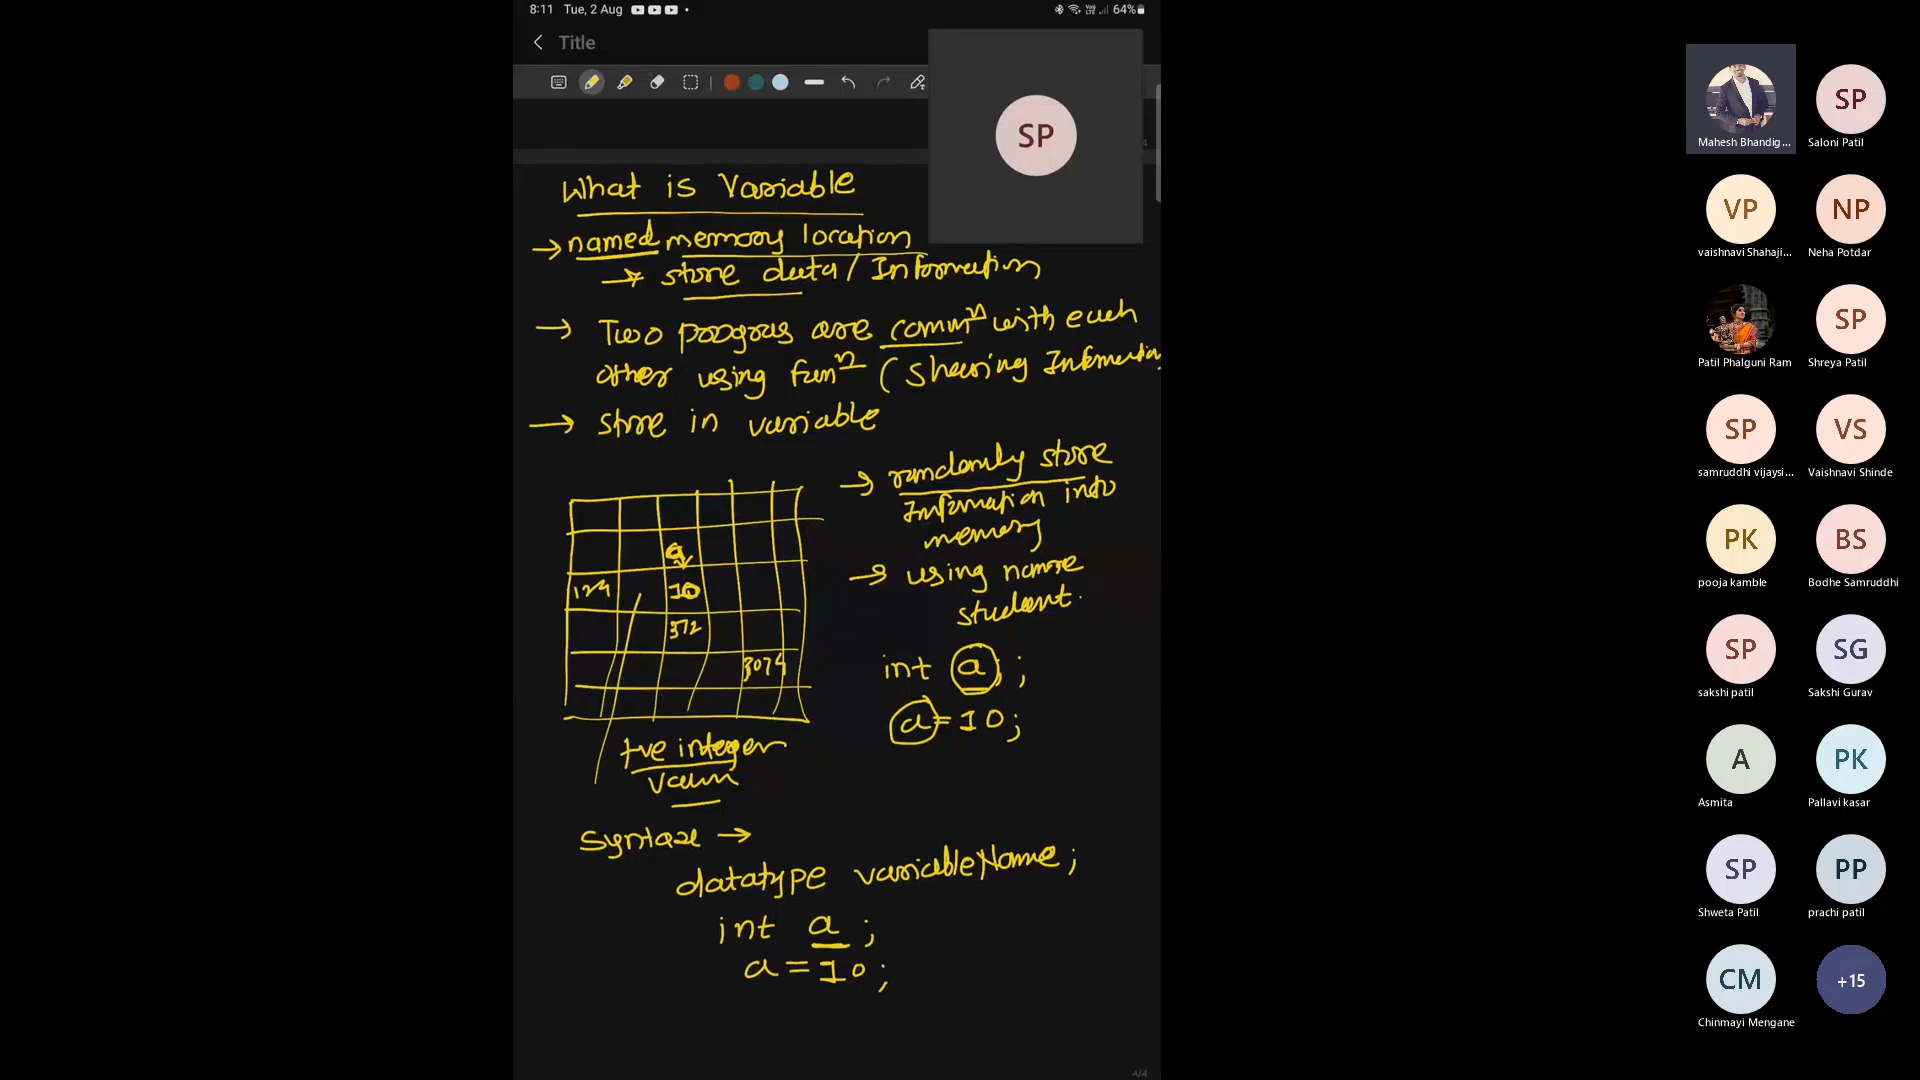 8:11 Tue, 2 Aug
64%
Title
SP
What is Variable
→ named memory location
→ store data / Information
→ Two progras are commⁿ with each
other using funⁿ ( Sharing Information
→ store in variable
→ randomly store
Information into
memory
→ using name
student.
a
124 10
372
3074
int a ;
a = 10 ;
+ve integer
Syntax →
datatype variableName ;
int a ;
a = 10 ;
4/4
Mahesh Bhandig...
SP
Saloni Patil
VP
vaishnavi Shahaji...
NP
Neha Potdar
Patil Phalguni Ram
SP
Shreya Patil
SP
samruddhi vijaysi...
VS
Vaishnavi Shinde
PK
pooja kamble
BS
Bodhe Samruddhi
SP
sakshi patil
SG
Sakshi Gurav
A
Asmita
PK
Pallavi kasar
SP
Shweta Patil
PP
prachi patil
CM
Chinmayi Mengane
+15